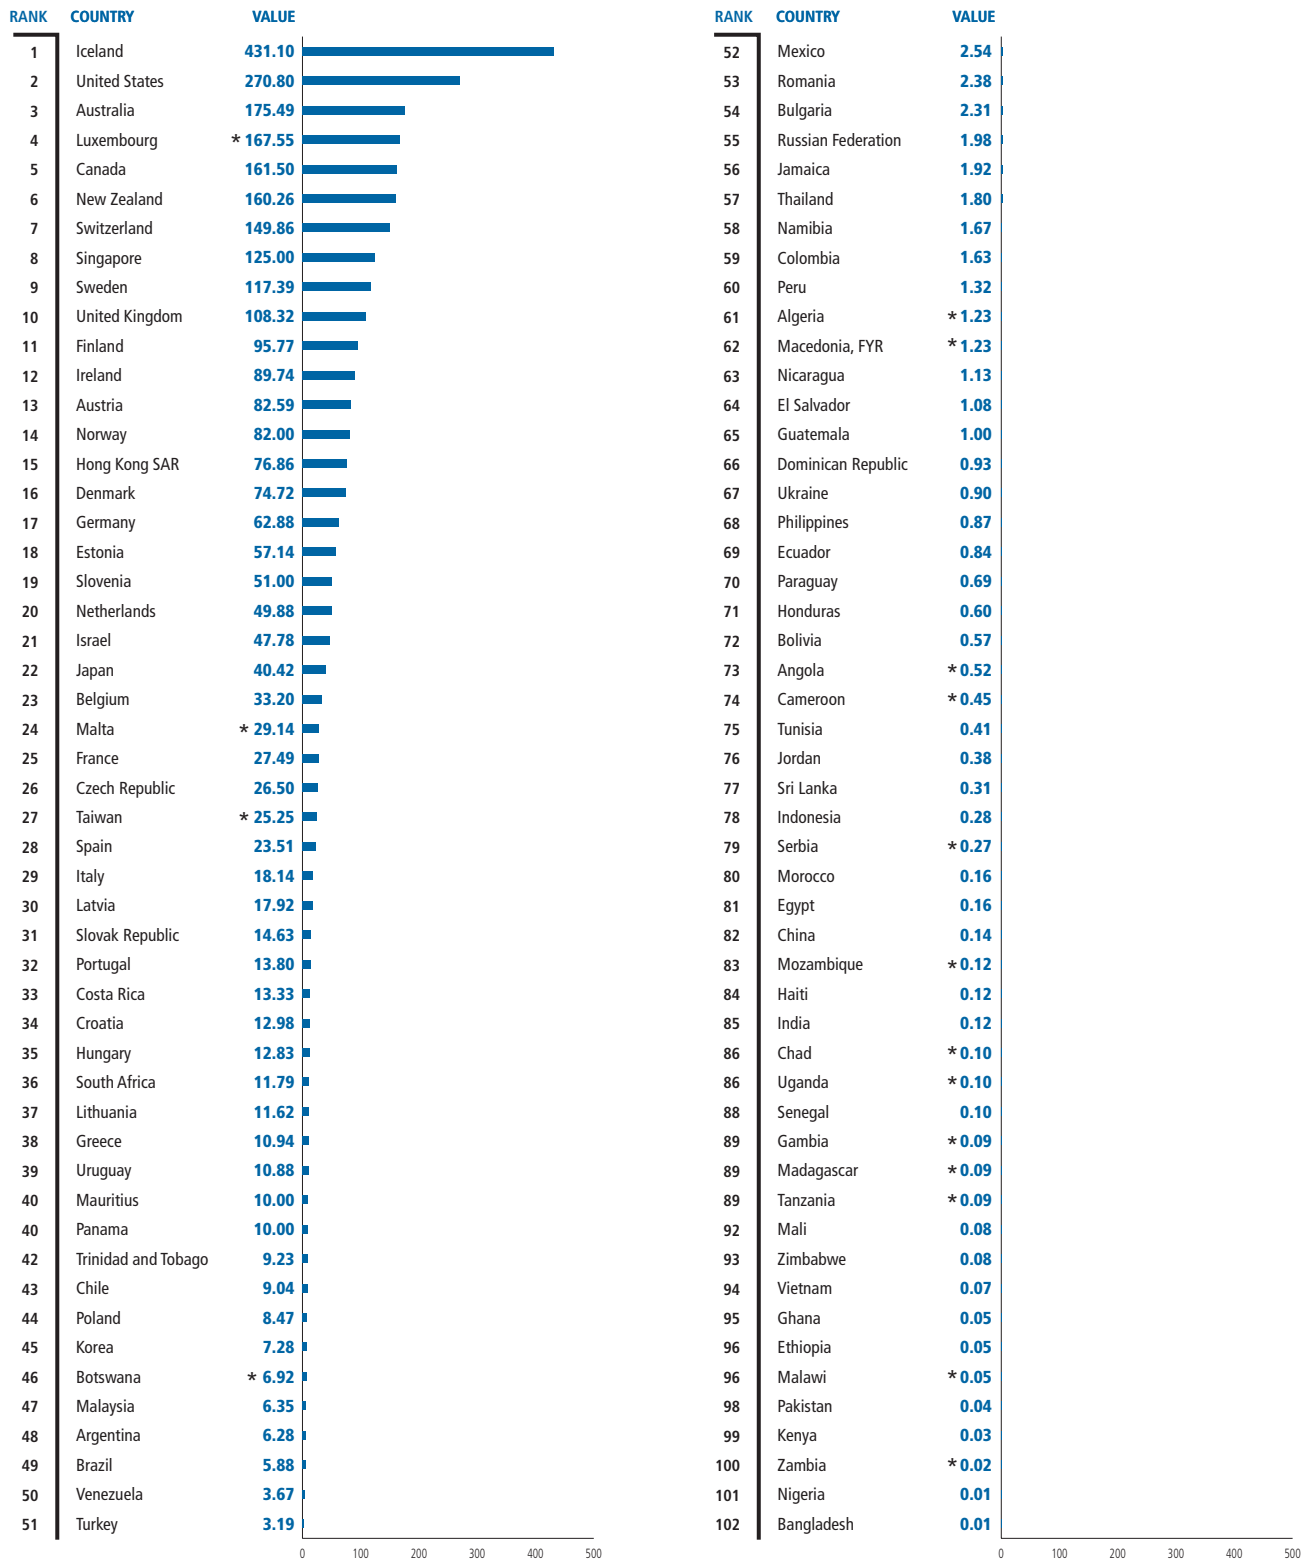 RANK COUNTRY VALUE
1 Iceland 431.10
2 United States 270.80
3 Australia 175.49
4 Luxembourg * 167.55
5 Canada 161.50
6 New Zealand 160.26
7 Switzerland 149.86
8 Singapore 125.00
9 Sweden 117.39
10 United Kingdom 108.32
11 Finland 95.77
12 Ireland 89.74
13 Austria 82.59
14 Norway 82.00
15 Hong Kong SAR 76.86
16 Denmark 74.72
17 Germany 62.88
18 Estonia 57.14
19 Slovenia 51.00
20 Netherlands 49.88
21 Israel 47.78
22 Japan 40.42
23 Belgium 33.20
24 Malta * 29.14
25 France 27.49
26 Czech Republic 26.50
27 Taiwan * 25.25
28 Spain 23.51
29 Italy 18.14
30 Latvia 17.92
31 Slovak Republic 14.63
32 Portugal 13.80
33 Costa Rica 13.33
34 Croatia 12.98
35 Hungary 12.83
36 South Africa 11.79
37 Lithuania 11.62
38 Greece 10.94
39 Uruguay 10.88
40 Mauritius 10.00
40 Panama 10.00
42 Trinidad and Tobago 9.23
43 Chile 9.04
44 Poland 8.47
45 Korea 7.28
46 Botswana * 6.92
47 Malaysia 6.35
48 Argentina 6.28
49 Brazil 5.88
50 Venezuela 3.67
51 Turkey 3.19
0 100 200 300 400 500
RANK COUNTRY VALUE
52 Mexico 2.54
53 Romania 2.38
54 Bulgaria 2.31
55 Russian Federation 1.98
56 Jamaica 1.92
57 Thailand 1.80
58 Namibia 1.67
59 Colombia 1.63
60 Peru 1.32
61 Algeria * 1.23
62 Macedonia, FYR * 1.23
63 Nicaragua 1.13
64 El Salvador 1.08
65 Guatemala 1.00
66 Dominican Republic 0.93
67 Ukraine 0.90
68 Philippines 0.87
69 Ecuador 0.84
70 Paraguay 0.69
71 Honduras 0.60
72 Bolivia 0.57
73 Angola * 0.52
74 Cameroon * 0.45
75 Tunisia 0.41
76 Jordan 0.38
77 Sri Lanka 0.31
78 Indonesia 0.28
79 Serbia * 0.27
80 Morocco 0.16
81 Egypt 0.16
82 China 0.14
83 Mozambique * 0.12
84 Haiti 0.12
85 India 0.12
86 Chad * 0.10
86 Uganda * 0.10
88 Senegal 0.10
89 Gambia * 0.09
89 Madagascar * 0.09
89 Tanzania * 0.09
92 Mali 0.08
93 Zimbabwe 0.08
94 Vietnam 0.07
95 Ghana 0.05
96 Ethiopia 0.05
96 Malawi * 0.05
98 Pakistan 0.04
99 Kenya 0.03
100 Zambia * 0.02
101 Nigeria 0.01
102 Bangladesh 0.01
0 100 200 300 400 500